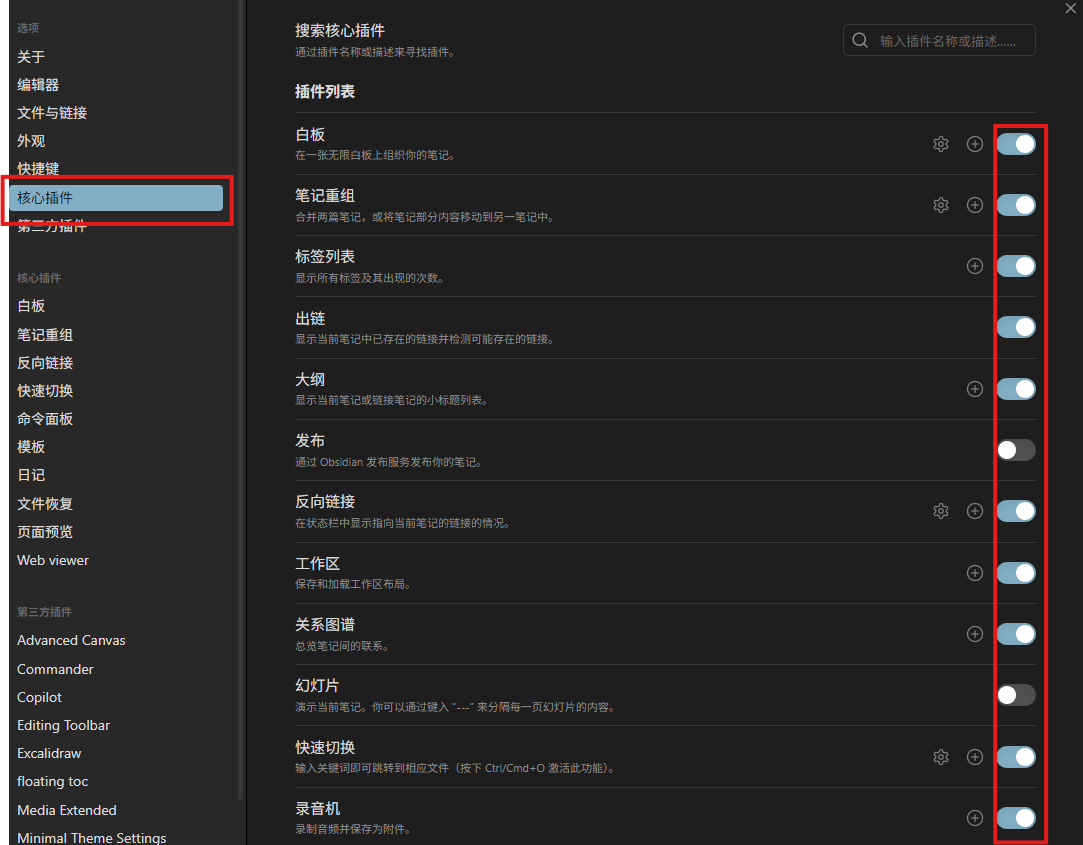 选项
关于
编辑器
文件与链接
外观
快捷键
核心插件
第三方插件
核心插件
白板
笔记重组
反向链接
快速切换
命令面板
模板
日记
文件恢复
页面预览
Web viewer
第三方插件
Advanced Canvas
Commander
Copilot
Editing Toolbar
Excalidraw
floating toc
Media Extended
Minimal Theme Settings
搜索核心插件
通过插件名称或描述来寻找插件。
输入插件名称或描述......
插件列表
白板
在一张无限白板上组织你的笔记。
笔记重组
合并两篇笔记，或将笔记部分内容移动到另一笔记中。
标签列表
显示所有标签及其出现的次数。
出链
显示当前笔记中已存在的链接并检测可能存在的链接。
大纲
显示当前笔记或链接笔记的小标题列表。
发布
通过 Obsidian 发布服务发布你的笔记。
反向链接
在状态栏中显示指向当前笔记的链接的情况。
工作区
保存和加载工作区布局。
关系图谱
总览笔记间的联系。
幻灯片
演示当前笔记。你可以通过键入 "---" 来分隔每一页幻灯片的内容。
快速切换
输入关键词即可跳转到相应文件（按下 Ctrl/Cmd+O 激活此功能）。
录音机
录制音频并保存为附件。